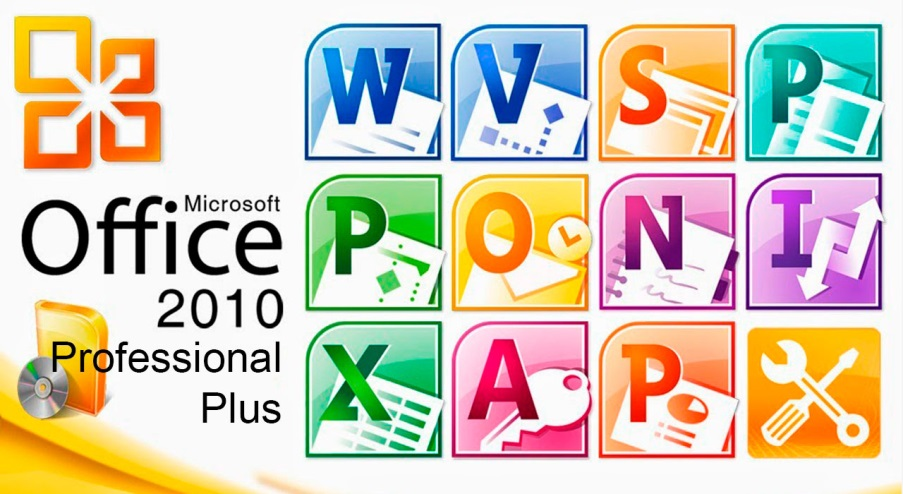 Microsoft
Office
2010
Professional
Plus
W V S P
P O N I
X A P